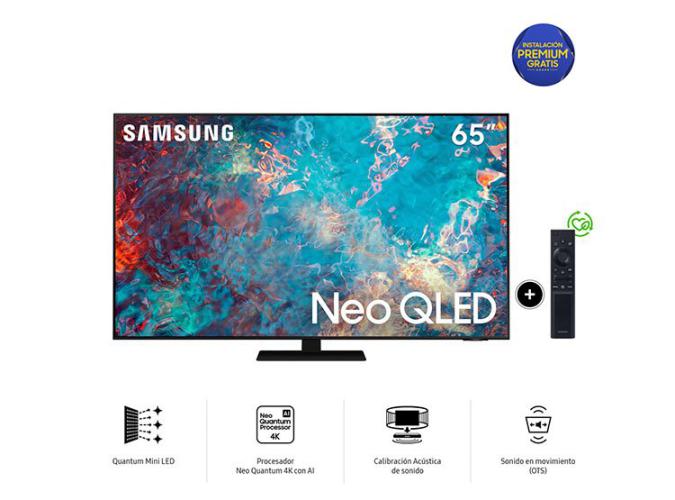 INSTALACIÓN
PREMIUM
GRATIS
SAMSUNG
65"
Neo QLED
+
Neo
Quantum
Processor
4K
AI
Quantum Mini LED
Procesador
Neo Quantum 4K con AI
Calibración Acústica
de sonido
Sonido en movimiento
(OTS)